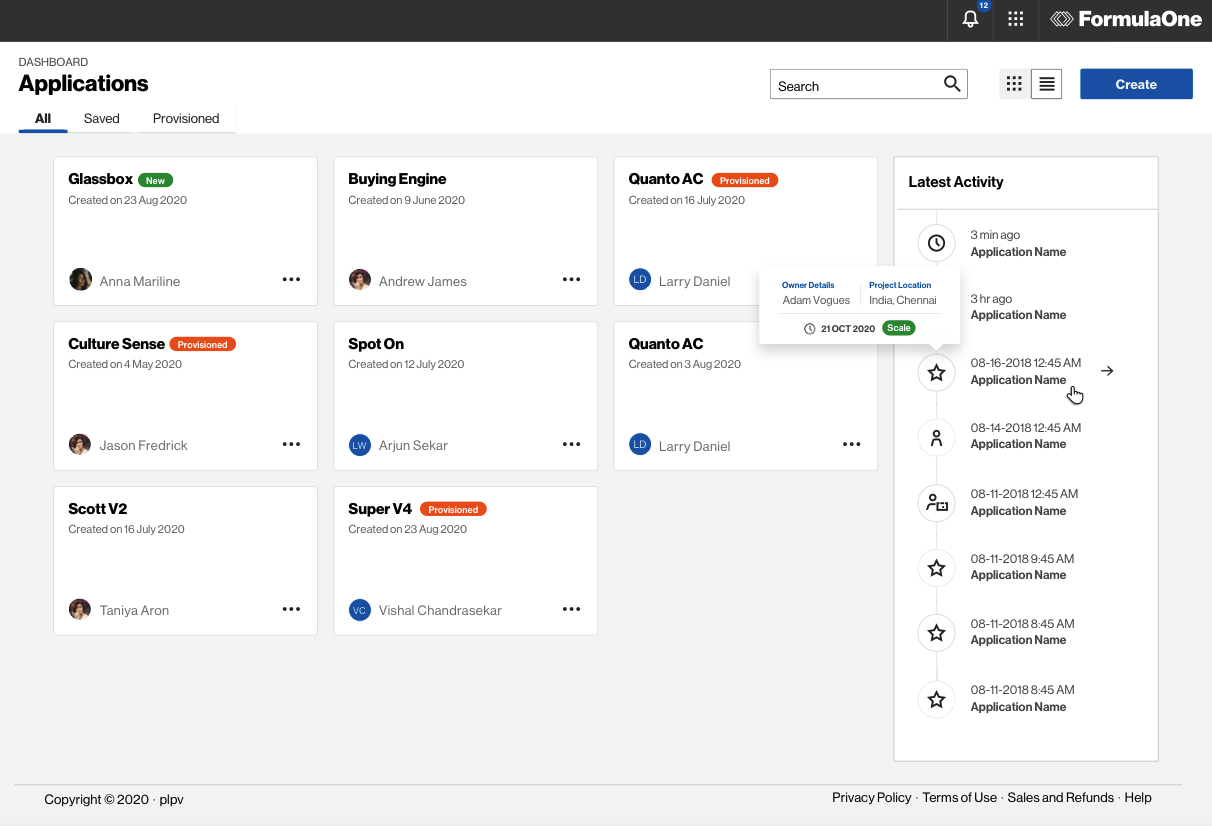 12
FormulaOne
DASHBOARD
Applications
Search
Create
All
Saved
Provisioned
Glassbox New
Created on 23 Aug 2020
Anna Mariline
Buying Engine
Created on 9 June 2020
Andrew James
Quanto AC Provisioned
Created on 16 July 2020
LD Larry Daniel
Culture Sense Provisioned
Created on 4 May 2020
Jason Fredrick
Spot On
Created on 12 July 2020
LW Arjun Sekar
Quanto AC
Created on 3 Aug 2020
LD Larry Daniel
Scott V2
Created on 16 July 2020
Taniya Aron
Super V4 Provisioned
Created on 23 Aug 2020
VC Vishal Chandrasekar
Latest Activity
3 min ago
Application Name
3 hr ago
Application Name
Owner Details
Adam Vogues
Project Location
India, Chennai
21 OCT 2020 Scale
08-16-2018 12:45 AM
Application Name
08-14-2018 12:45 AM
Application Name
08-11-2018 12:45 AM
Application Name
08-11-2018 9:45 AM
Application Name
08-11-2018 8:45 AM
Application Name
08-11-2018 8:45 AM
Application Name
Copyright © 2020 · plpv
Privacy Policy · Terms of Use · Sales and Refunds · Help